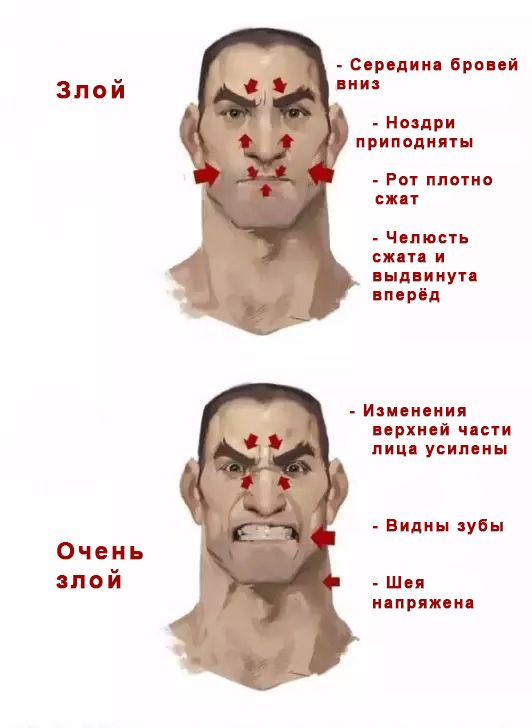 Злой
- Середина бровей
вниз
- Ноздри
приподняты
- Рот плотно
сжат
- Челюсть
сжата и
выдвинута
вперёд
- Изменения
верхней части
лица усилены
Очень
злой
- Видны зубы
- Шея
напряжена